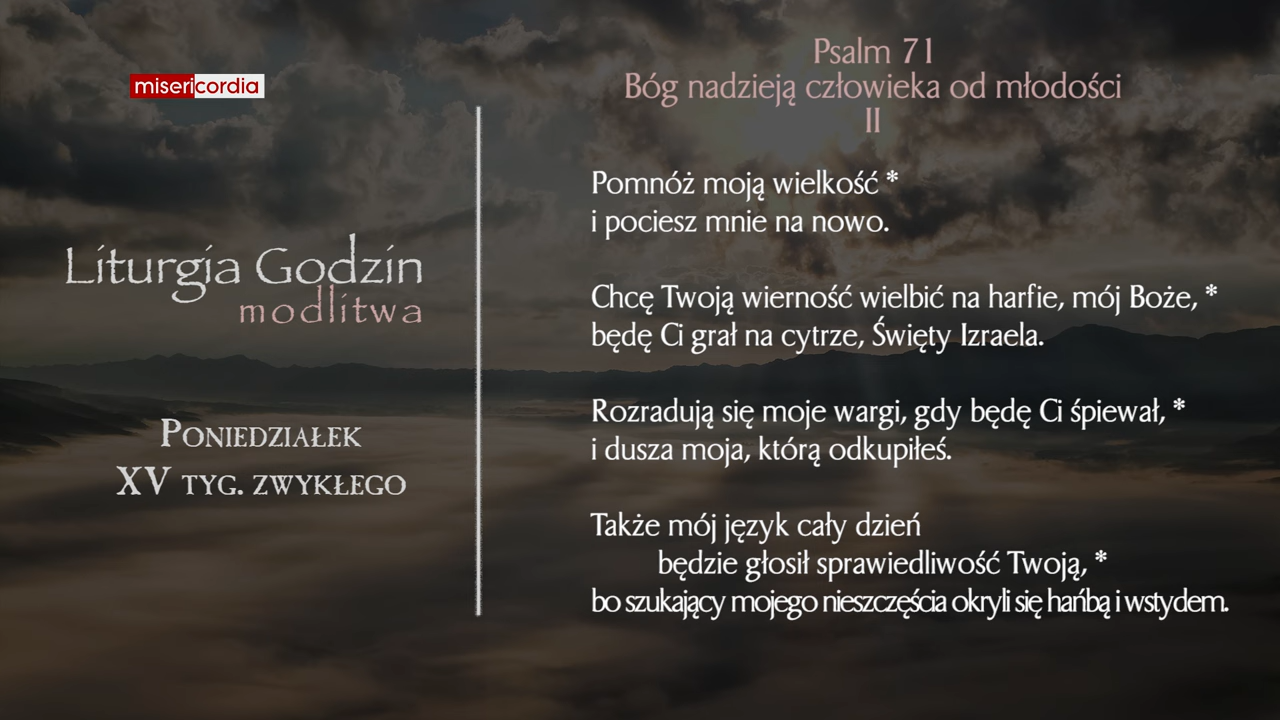 misericordia
Liturgia Godzin
modlitwa
Poniedziałek
XV tyg. zwykłego
Psalm 71
Bóg nadzieją człowieka od młodości
II
Pomnóż moją wielkość *
i pociesz mnie na nowo.
Chcę Twoją wierność wielbić na harfie, mój Boże, *
będę Ci grał na cytrze, Święty Izraela.
Rozradują się moje wargi, gdy będę Ci śpiewał, *
i dusza moja, którą odkupiłeś.
Także mój język cały dzień
będzie głosił sprawiedliwość Twoją, *
bo szukający mojego nieszczęścia okryli się hańbą i wstydem.